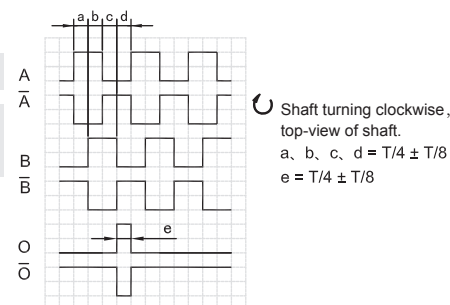 a b c d
A
A
B
B
e
O
O
Shaft turning clockwise,
top-view of shaft.
a、b、c、d = T/4 ± T/8
e = T/4 ± T/8